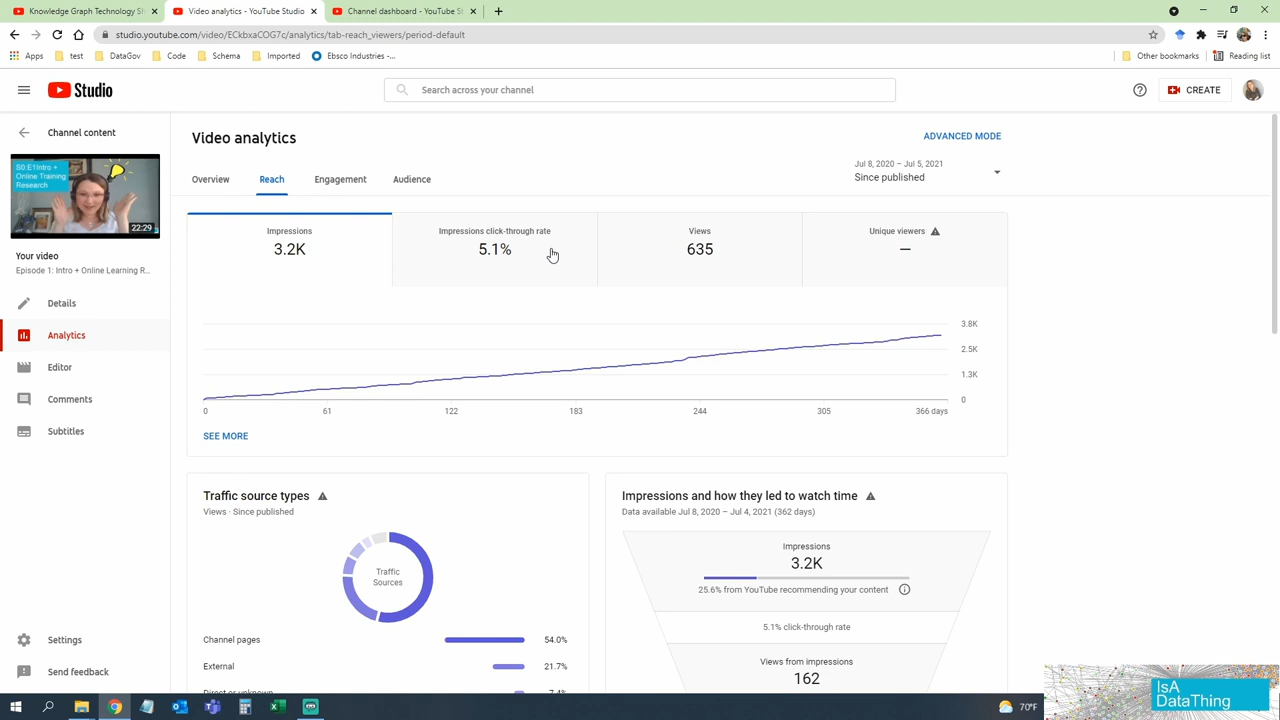 Knowledge Graph Technology Sh
Video analytics - YouTube Studio
Channel dashboard - YouTube St
studio.youtube.com/video/ECkbxaCOG7c/analytics/tab-reach_viewers/period-default
Apps
test
DataGov
Code
Schema
Imported
Ebsco Industries -...
Other bookmarks
Reading list
Studio
Search across your channel
CREATE
Channel content
Video analytics
ADVANCED MODE
S0:E1Intro +
Online Training
Research
22:29
Overview
Reach
Engagement
Audience
Jul 8, 2020 – Jul 5, 2021
Since published
Your video
Episode 1: Intro + Online Learning R...
Details
Analytics
Editor
Comments
Subtitles
Settings
Send feedback
Impressions
3.2K
Impressions click-through rate
5.1%
Views
635
Unique viewers
—
3.8K
2.5K
1.3K
0
0
61
122
183
244
305
366 days
SEE MORE
Traffic source types
Views · Since published
Traffic
Sources
Channel pages
54.0%
External
21.7%
Direct or unknown
7.4%
Impressions and how they led to watch time
Data available Jul 8, 2020 – Jul 4, 2021 (362 days)
Impressions
3.2K
25.6% from YouTube recommending your content
5.1% click-through rate
Views from impressions
162
IsA
DataThing
70°F